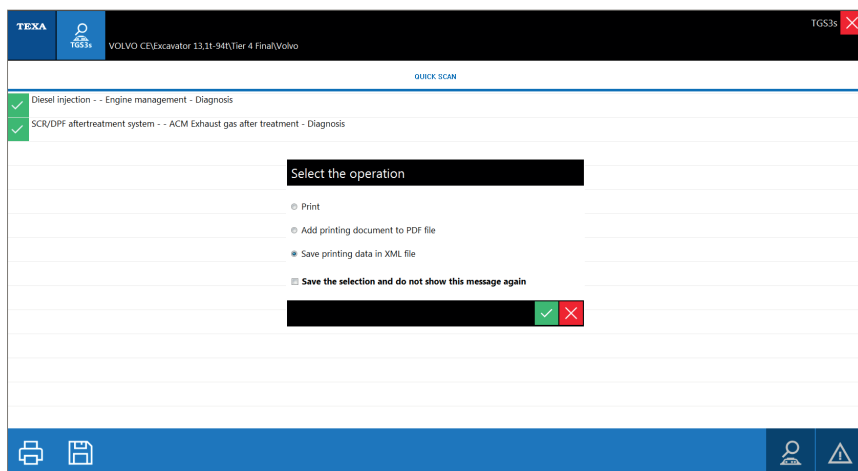 TEXA
TGS3s
VOLVO CE\Excavator 13,1t-94t\Tier 4 Final\Volvo
TGS3s
QUICK SCAN
Diesel injection - - Engine management - Diagnosis
SCR/DPF aftertreatment system - - ACM Exhaust gas after treatment - Diagnosis
Select the operation
Print
Add printing document to PDF file
Save printing data in XML file
Save the selection and do not show this message again